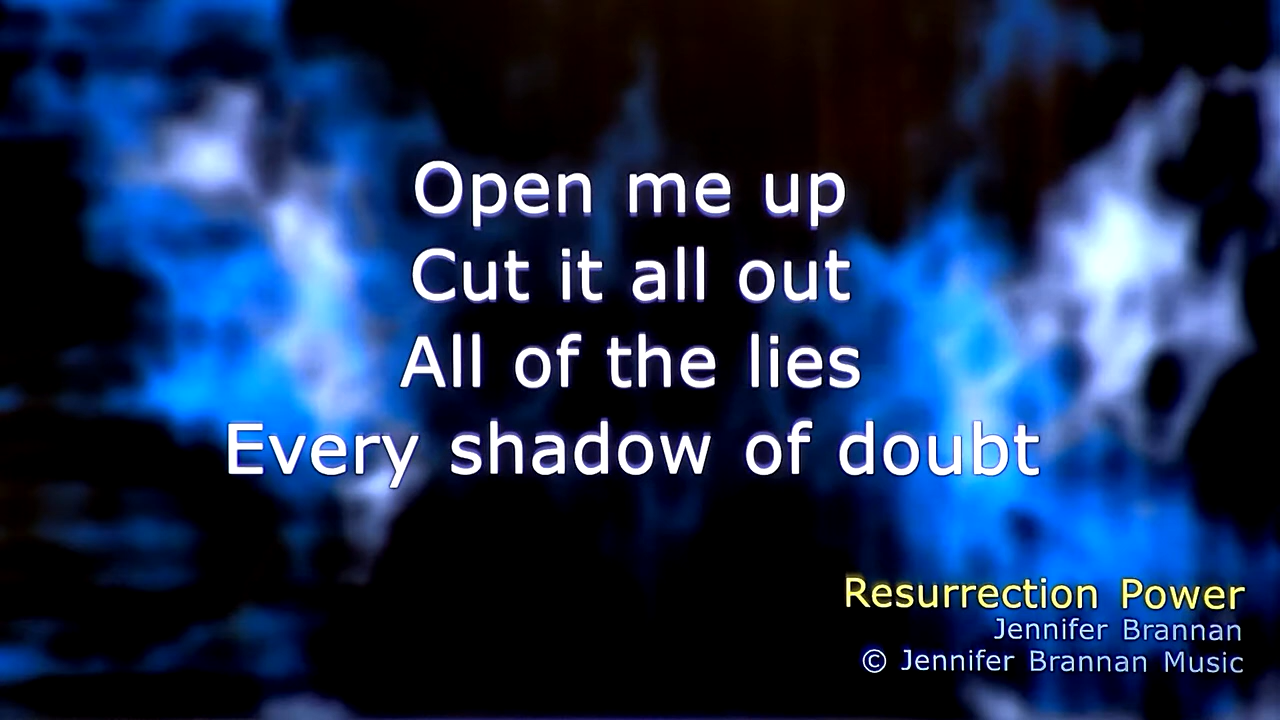 Open me up
Cut it all out
All of the lies
Every shadow of doubt
Resurrection Power
Jennifer Brannan
© Jennifer Brannan Music